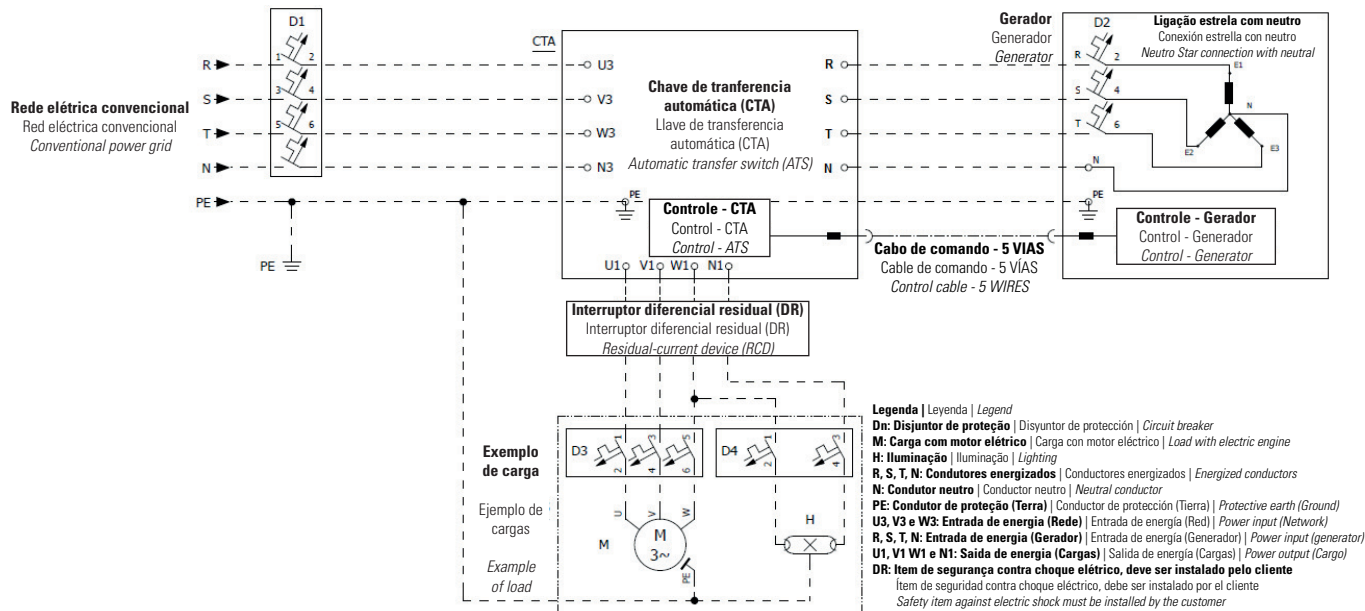 D1
1
2
3
4
5
6
R
S
T
N
PE
PE
Rede elétrica convencional
Red eléctrica convencional
Conventional power grid
CTA
U3
V3
W3
N3
PE
Chave de tranferencia
automática (CTA)
Llave de transferencia
automática (CTA)
Automatic transfer switch (ATS)
R
S
T
N
Controle - CTA
Control - CTA
Control - ATS
U1
V1
W1
N1
Gerador
Generador
Generator
D2
R
2
S
4
T
6
N
PE
Ligação estrela com neutro
Conexión estrella con neutro
Neutro Star connection with neutral
E1
N
E2
E3
Controle - Gerador
Control - Generador
Control - Generator
Cabo de comando - 5 VIAS
Cable de comando - 5 VÍAS
Control cable - 5 WIRES
Interruptor diferencial residual (DR)
Interruptor diferencial residual (DR)
Residual-current device (RCD)
Exemplo
de carga
Ejemplo de
cargas
Example
of load
D3
1
2
3
4
5
6
D4
1
2
3
4
U
V
W
M
M
3~
PE
H
Legenda | Leyenda | Legend
Dn: Disjuntor de proteção | Disyuntor de protección | Circuit breaker
M: Carga com motor elétrico | Carga con motor eléctrico | Load with electric engine
H: Iluminação | Iluminação | Lighting
R, S, T, N: Condutores energizados | Conductores energizados | Energized conductors
N: Condutor neutro | Conductor neutro | Neutral conductor
PE: Condutor de proteção (Terra) | Conductor de protección (Tierra) | Protective earth (Ground)
U3, V3 e W3: Entrada de energia (Rede) | Entrada de energía (Red) | Power input (Network)
R, S, T, N: Entrada de energia (Gerador) | Entrada de energía (Generador) | Power input (generator)
U1, V1 W1 e N1: Saida de energia (Cargas) | Salida de energía (Cargas) | Power output (Cargo)
DR: Item de segurança contra choque elétrico, deve ser instalado pelo cliente
Ítem de seguridad contra choque eléctrico, debe ser instalado por el cliente
Safety item against electric shock must be installed by the customer